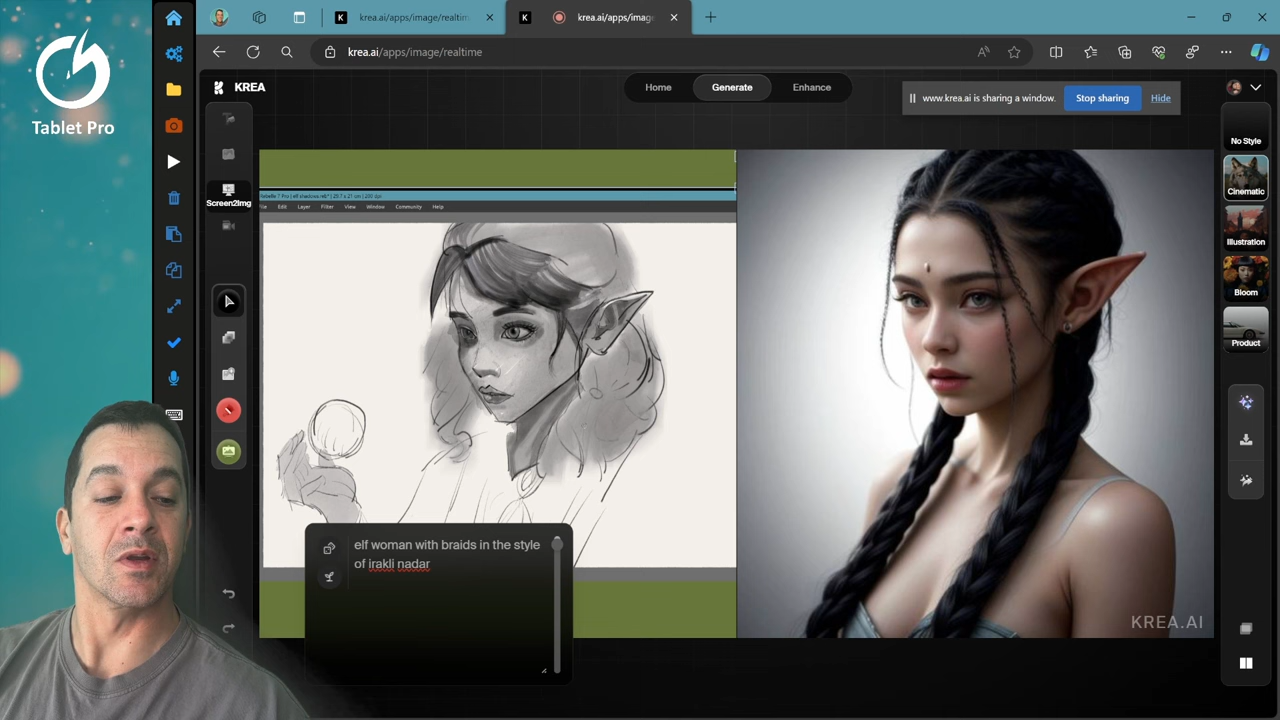 Tablet Pro
krea.ai/apps/image/realtim
krea.ai/apps/imag
krea.ai/apps/image/realtime
KREA
Home
Generate
Enhance
www.krea.ai is sharing a window.
Stop sharing
Hide
No Style
Cinematic
Illustration
Bloom
Product
Screen2Img
Edit
Layer
Filter
View
Window
Community
Help
elf woman with braids in the style
of irakli nadar
KREA.AI